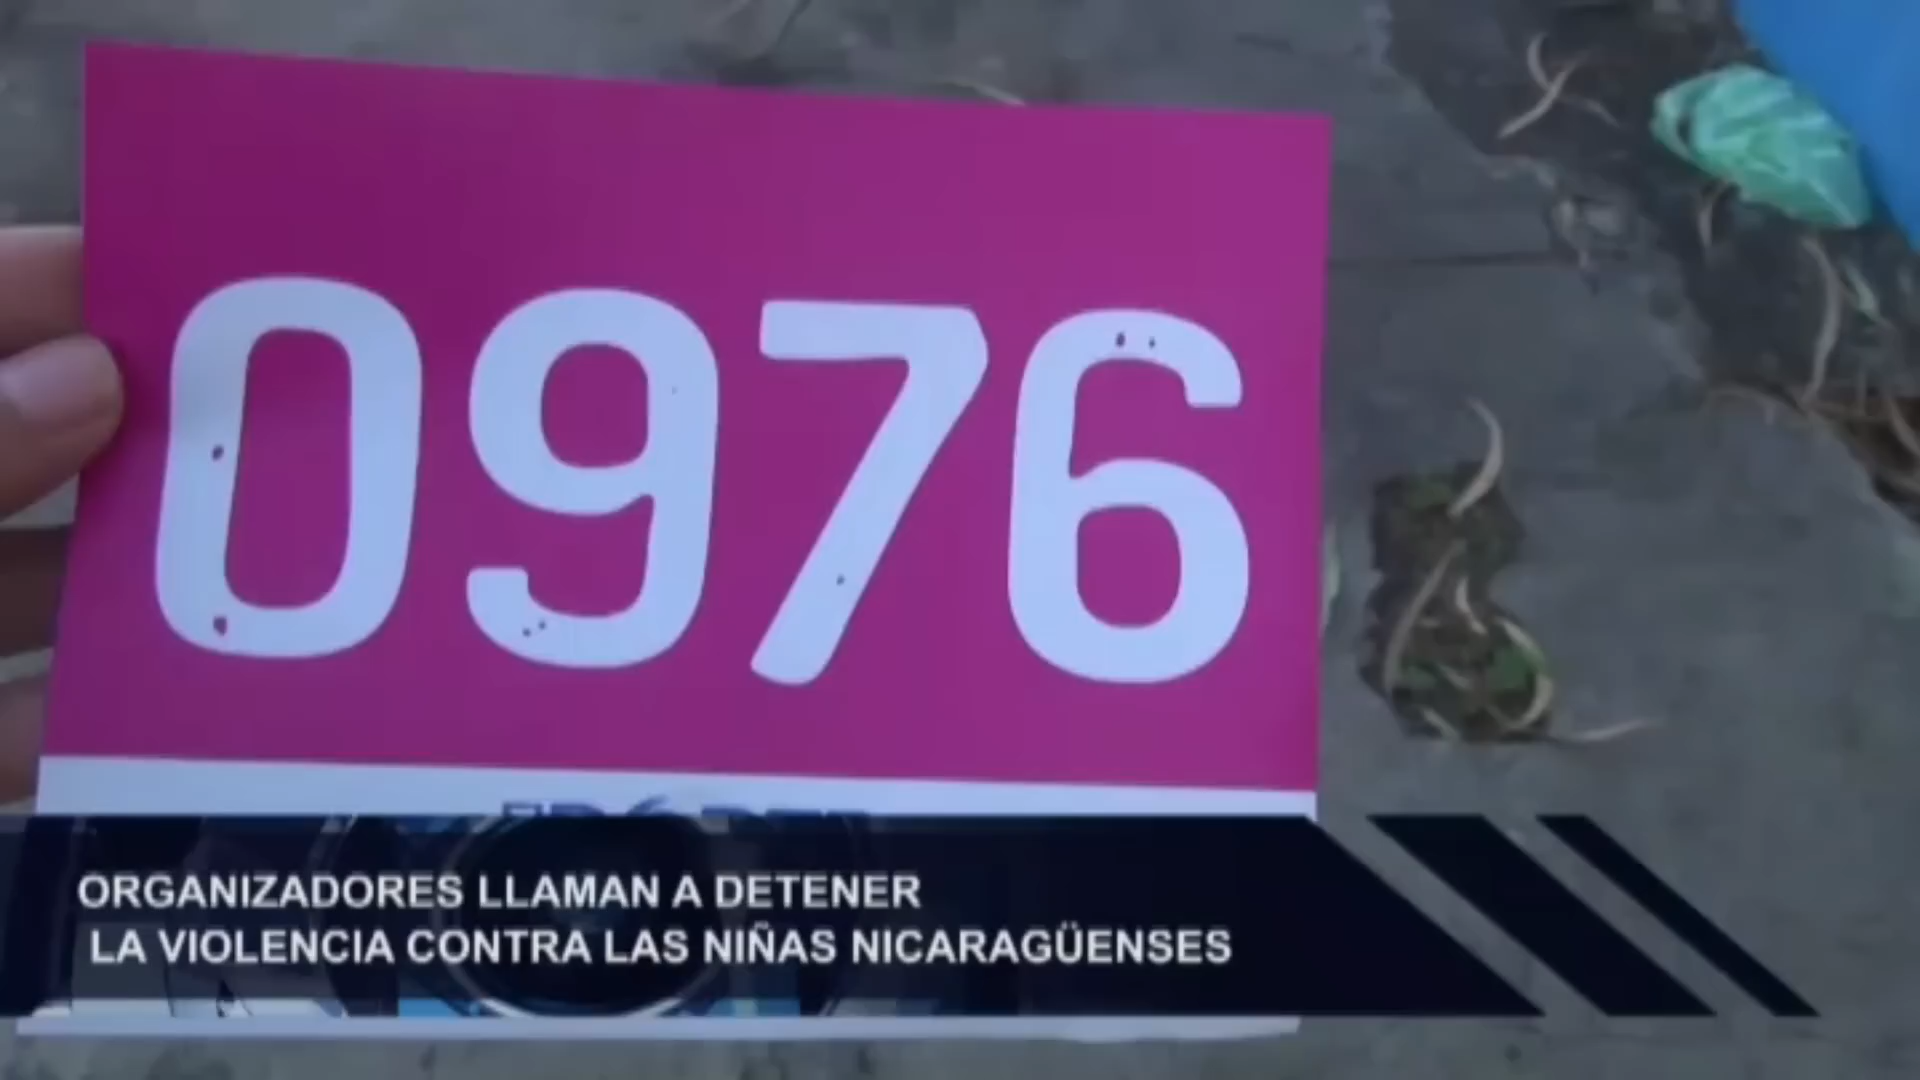 0976
ORGANIZADORES LLAMAN A DETENER
LA VIOLENCIA CONTRA LAS NIÑAS NICARAGÜENSES